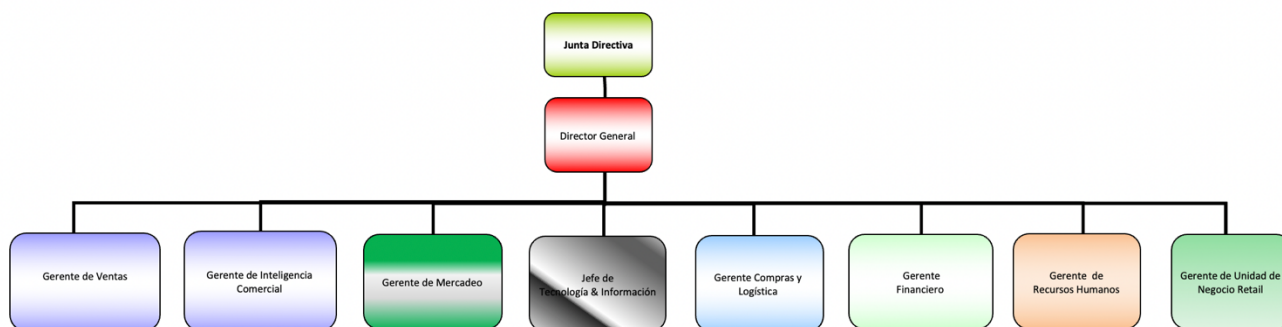 Junta Directiva
Director General
Gerente de Ventas
Gerente de Inteligencia
Comercial
Gerente de Mercadeo
Jefe de
Tecnología & Información
Gerente Compras y
Logística
Gerente
Financiero
Gerente de
Recursos Humanos
Gerente de Unidad de
Negocio Retail